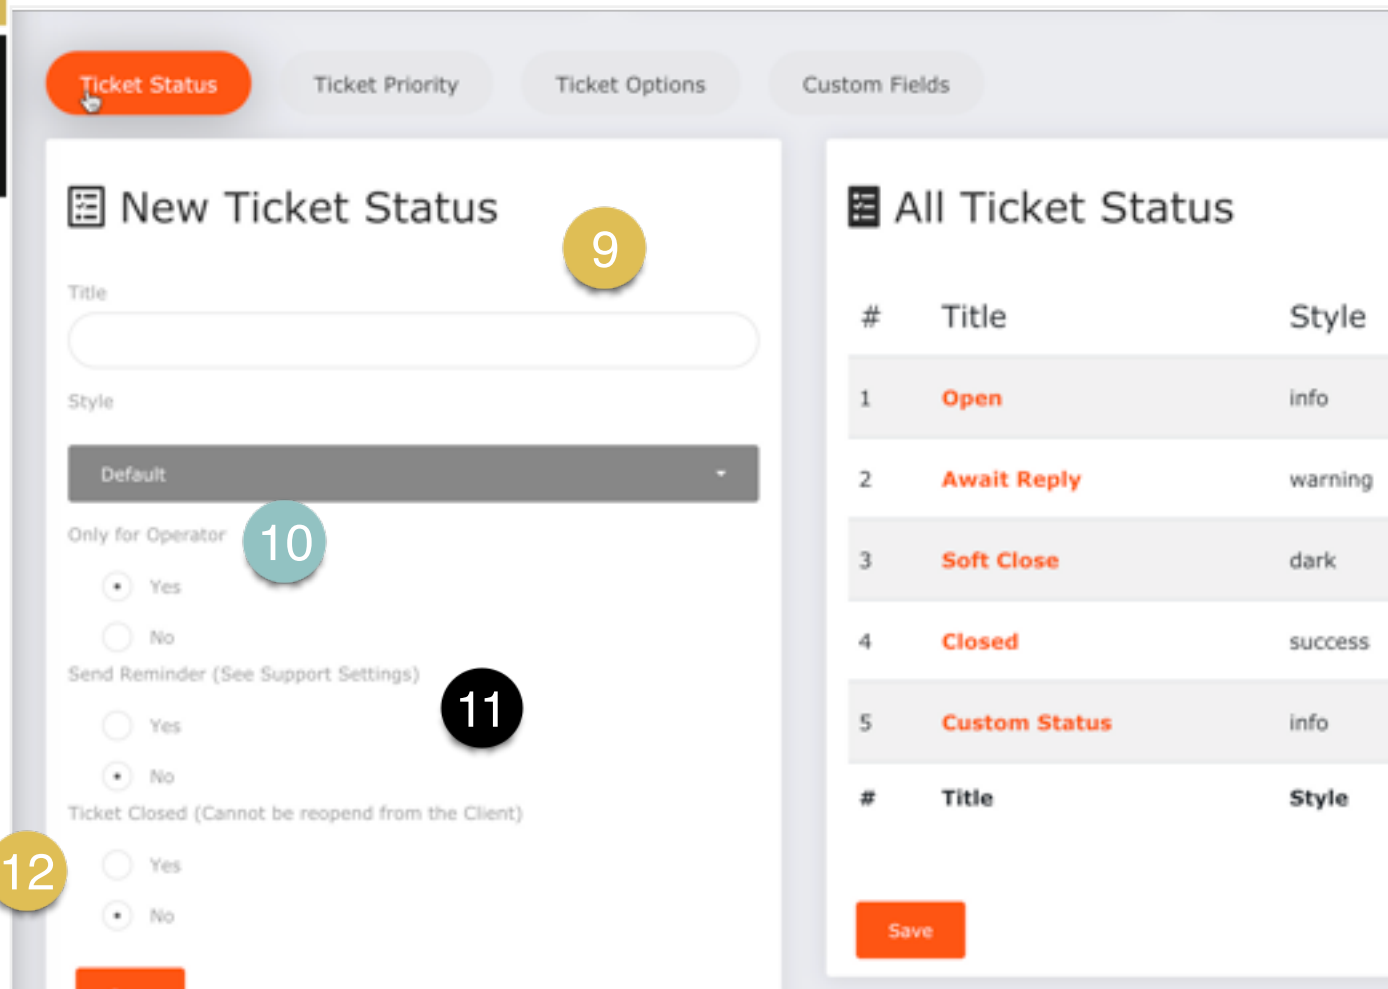 Ticket Status
Ticket Priority
Ticket Options
Custom Fields
New Ticket Status
9
Title
Style
Default
Only for Operator
10
Yes
No
Send Reminder (See Support Settings)
11
Yes
No
Ticket Closed (Cannot be reopend from the Client)
12
Yes
No
All Ticket Status
# Title Style
1 Open info
2 Await Reply warning
3 Soft Close dark
4 Closed success
5 Custom Status info
# Title Style
Save